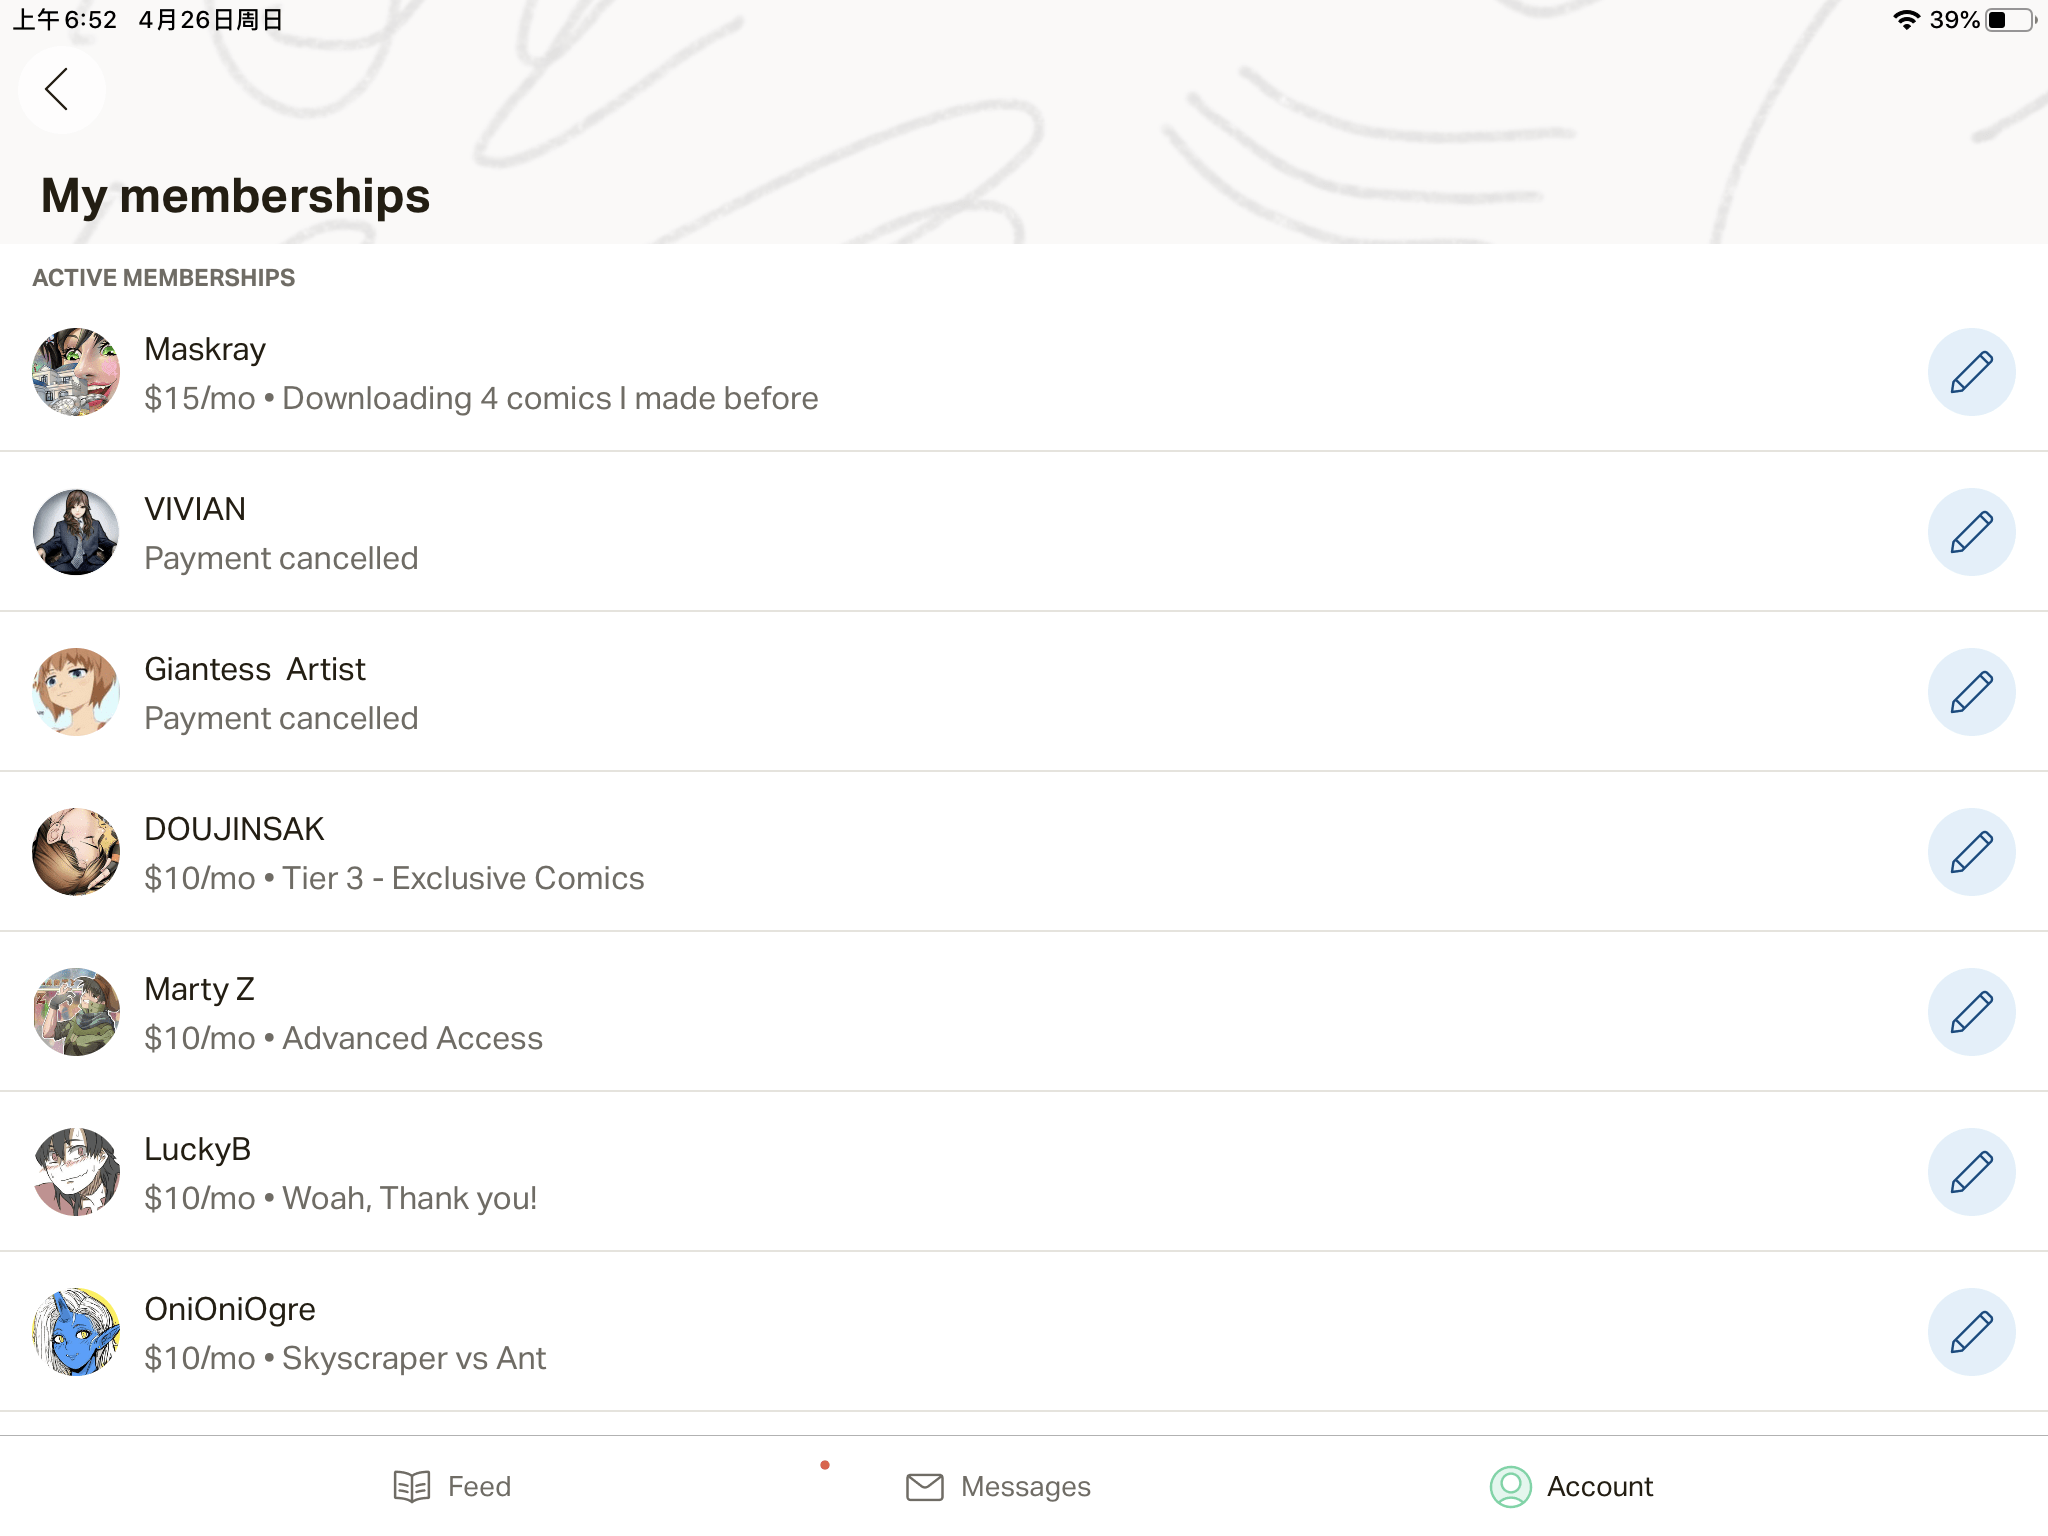 上午6:52 4月26日周日
39%
My memberships
ACTIVE MEMBERSHIPS
Maskray
$15/mo • Downloading 4 comics I made before
VIVIAN
Payment cancelled
Giantess  Artist
Payment cancelled
DOUJINSAK
$10/mo • Tier 3 - Exclusive Comics
Marty Z
$10/mo • Advanced Access
LuckyB
$10/mo • Woah, Thank you!
OniOniOgre
$10/mo • Skyscraper vs Ant
Feed
Messages
Account